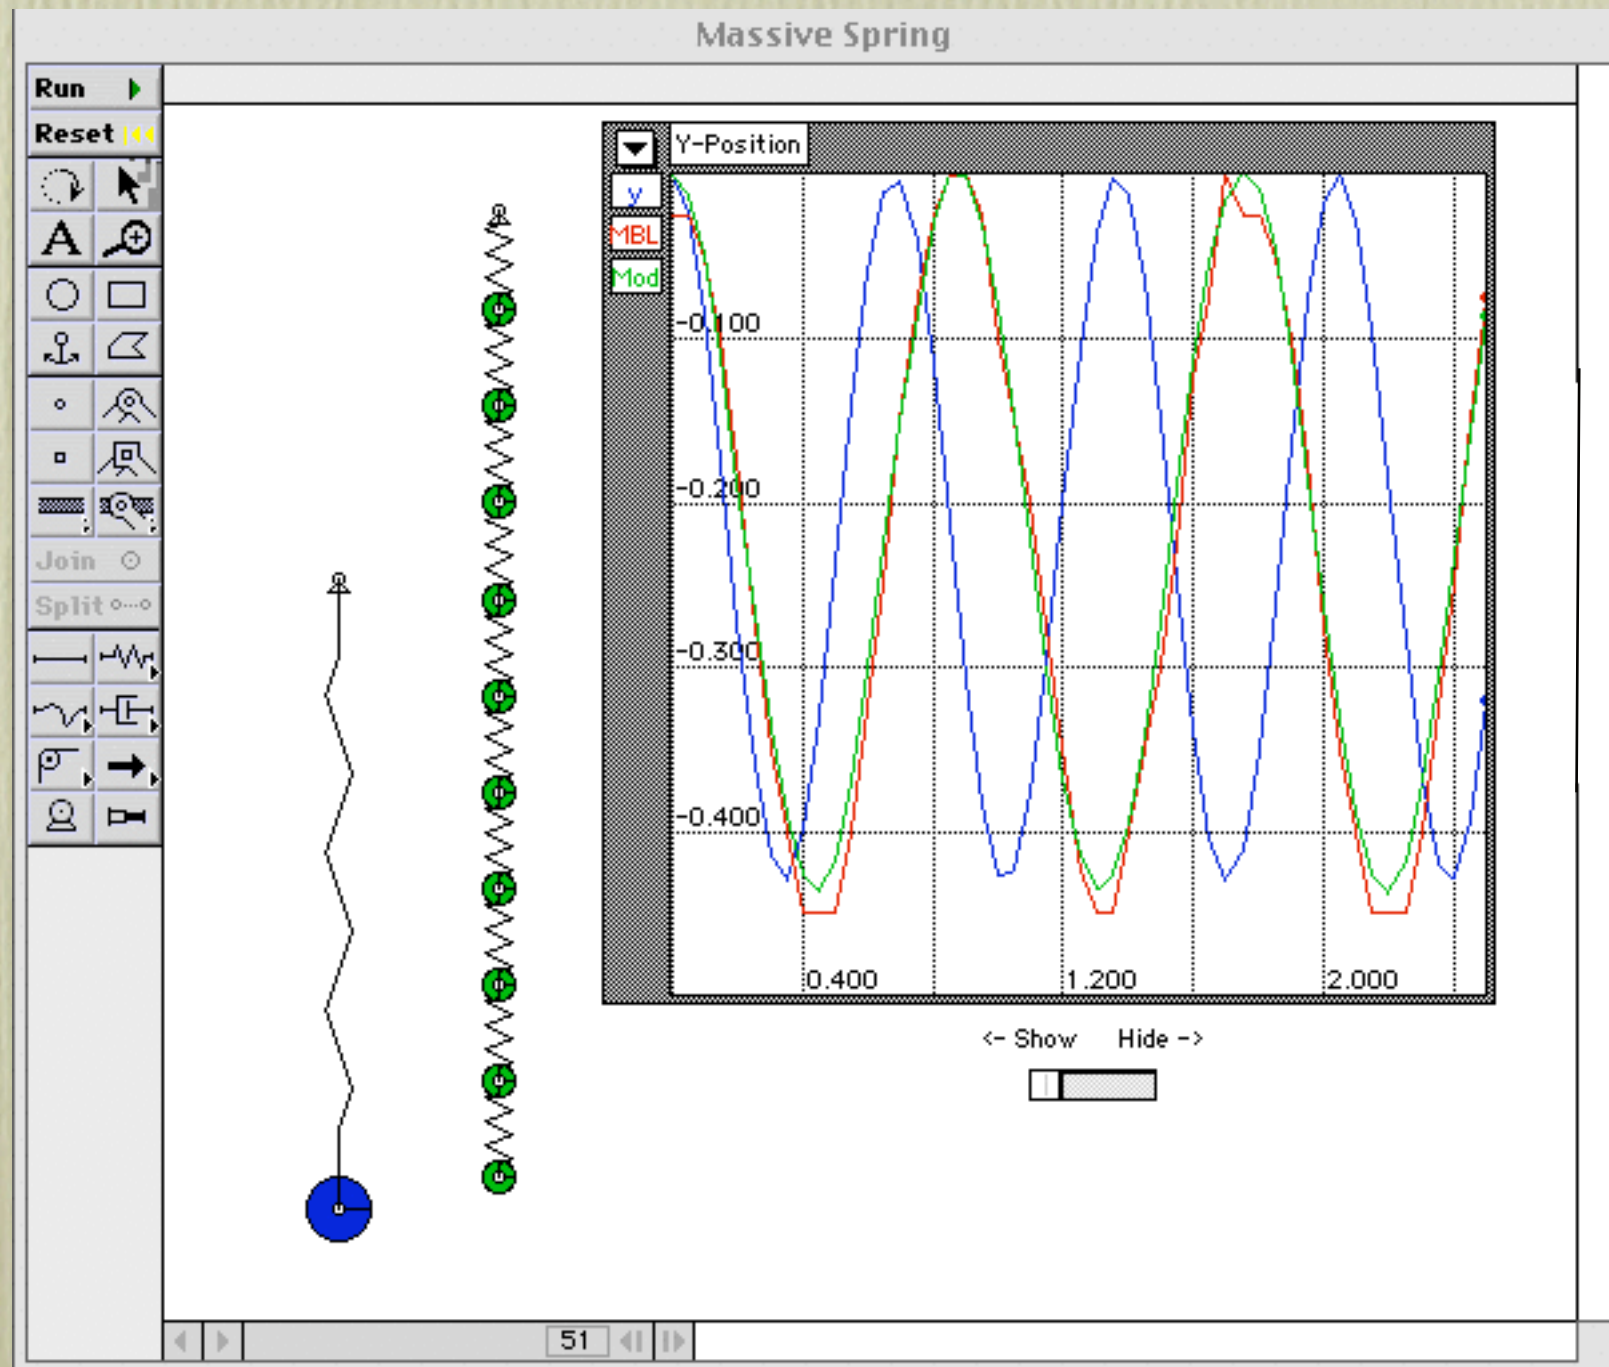 Massive Spring
Run
Reset
A
Join
Split
Y-Position
y
MBL
Mod
-0.100
-0.200
-0.300
-0.400
0.400
1.200
2.000
<- Show Hide ->
51